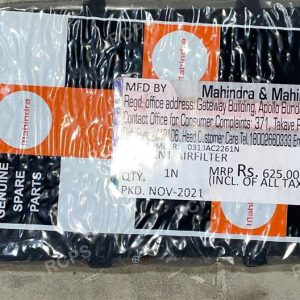 mahindra
mahindra
GENUINE
SPARE
PARTS
MFD BY Mahindra & Mahi
Regd. office address: Gateway Building, Apollo Bund
Contact Office for Consumer Complaints: 371, Takave
Head Customer Care Tel. 18002660333
0313AC2261N
AIRFILTER
QTY: 1N MRP Rs. 625.00
PKD. NOV-2021 (INCL. OF ALL TAX
mahindra